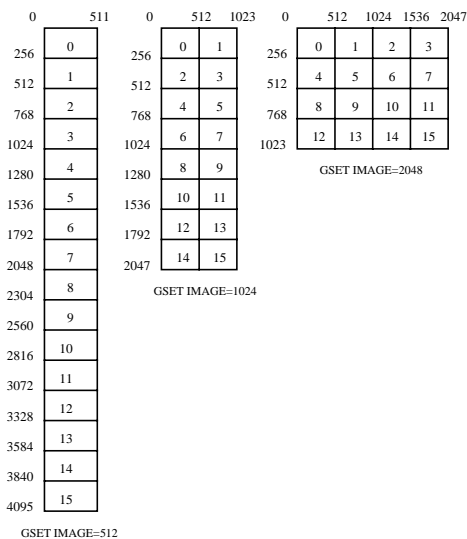 0 511 0 512 1023 0 512 1024 1536 2047
0 0 1 0 1 2 3
256 256 256
1 2 3 4 5 6 7
512 512 512
2 4 5 8 9 10 11
768 768 768
3 6 7 12 13 14 15
1024 1024 1023
4 8 9
GSET IMAGE=2048
1280 1280
5 10 11
1536 1536
6 12 13
1792 1792
7 14 15
2048 2047
8
GSET IMAGE=1024
2304
9
2560
10
2816
11
3072
12
3328
13
3584
14
3840
15
4095
GSET IMAGE=512